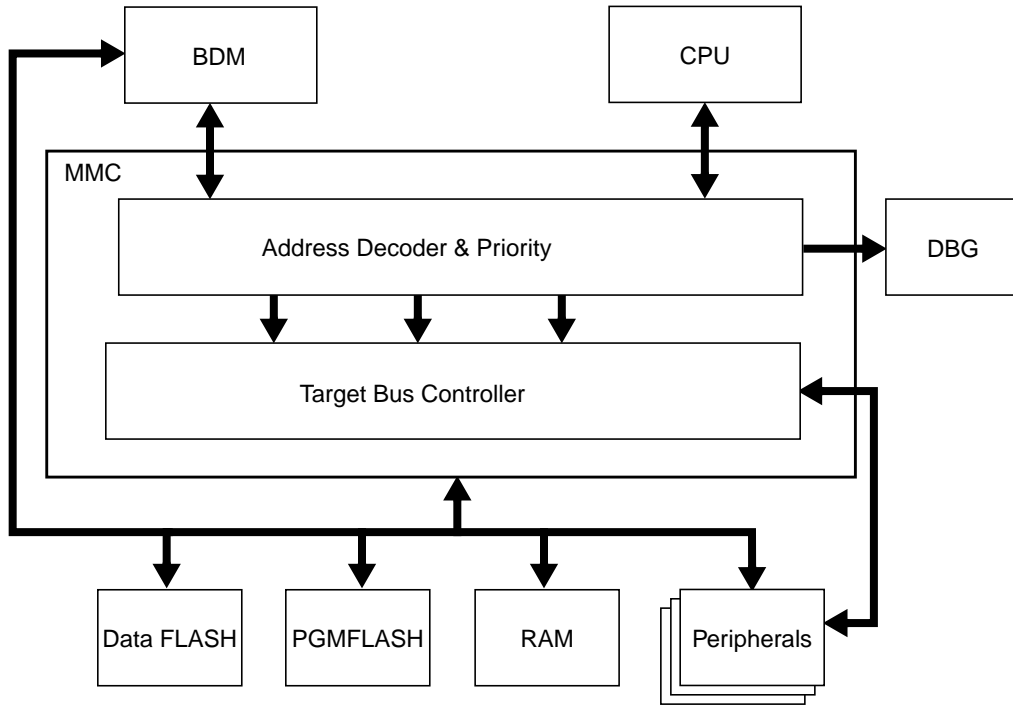 BDM
CPU
MMC
Address Decoder & Priority
DBG
Target Bus Controller
Data FLASH
PGMFLASH
RAM
Peripherals